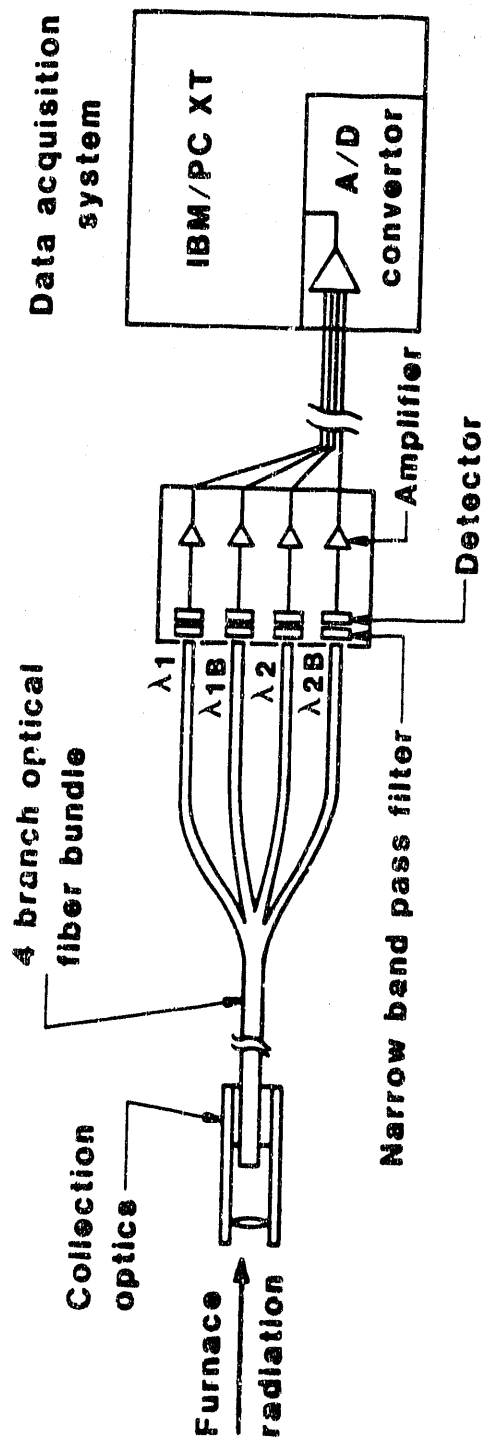 Furnace
radiation
Collection
optics
4 branch optical
fiber bundle
λ1
λ1B
λ2
λ2B
Narrow band pass filter
Detector
Amplifier
Data acquisition
system
IBM/PC XT
A/D
convertor